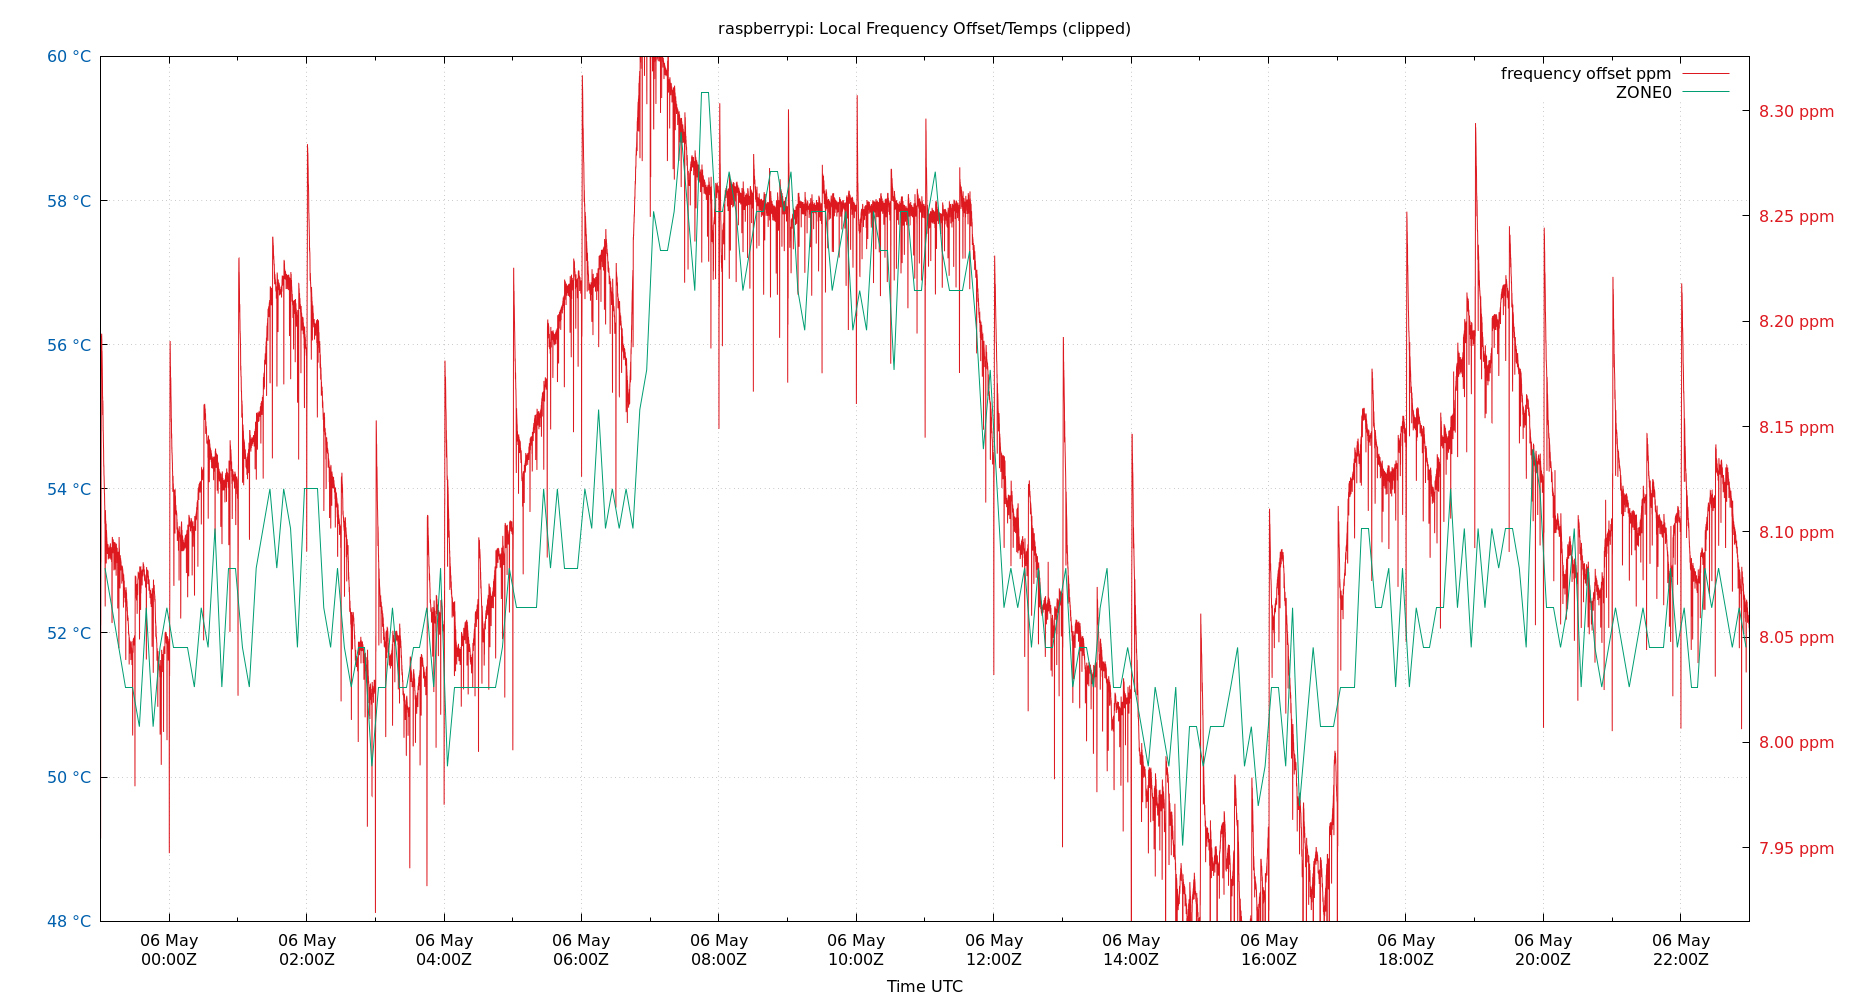 raspberrypi: Local Frequency Offset/Temps (clipped)
60 °C
58 °C
56 °C
54 °C
52 °C
50 °C
48 °C
frequency offset ppm
ZONE0
8.30 ppm
8.25 ppm
8.20 ppm
8.15 ppm
8.10 ppm
8.05 ppm
8.00 ppm
7.95 ppm
06 May
00:00Z
06 May
02:00Z
06 May
04:00Z
06 May
06:00Z
06 May
08:00Z
06 May
10:00Z
06 May
12:00Z
06 May
14:00Z
06 May
16:00Z
06 May
18:00Z
06 May
20:00Z
06 May
22:00Z
Time UTC